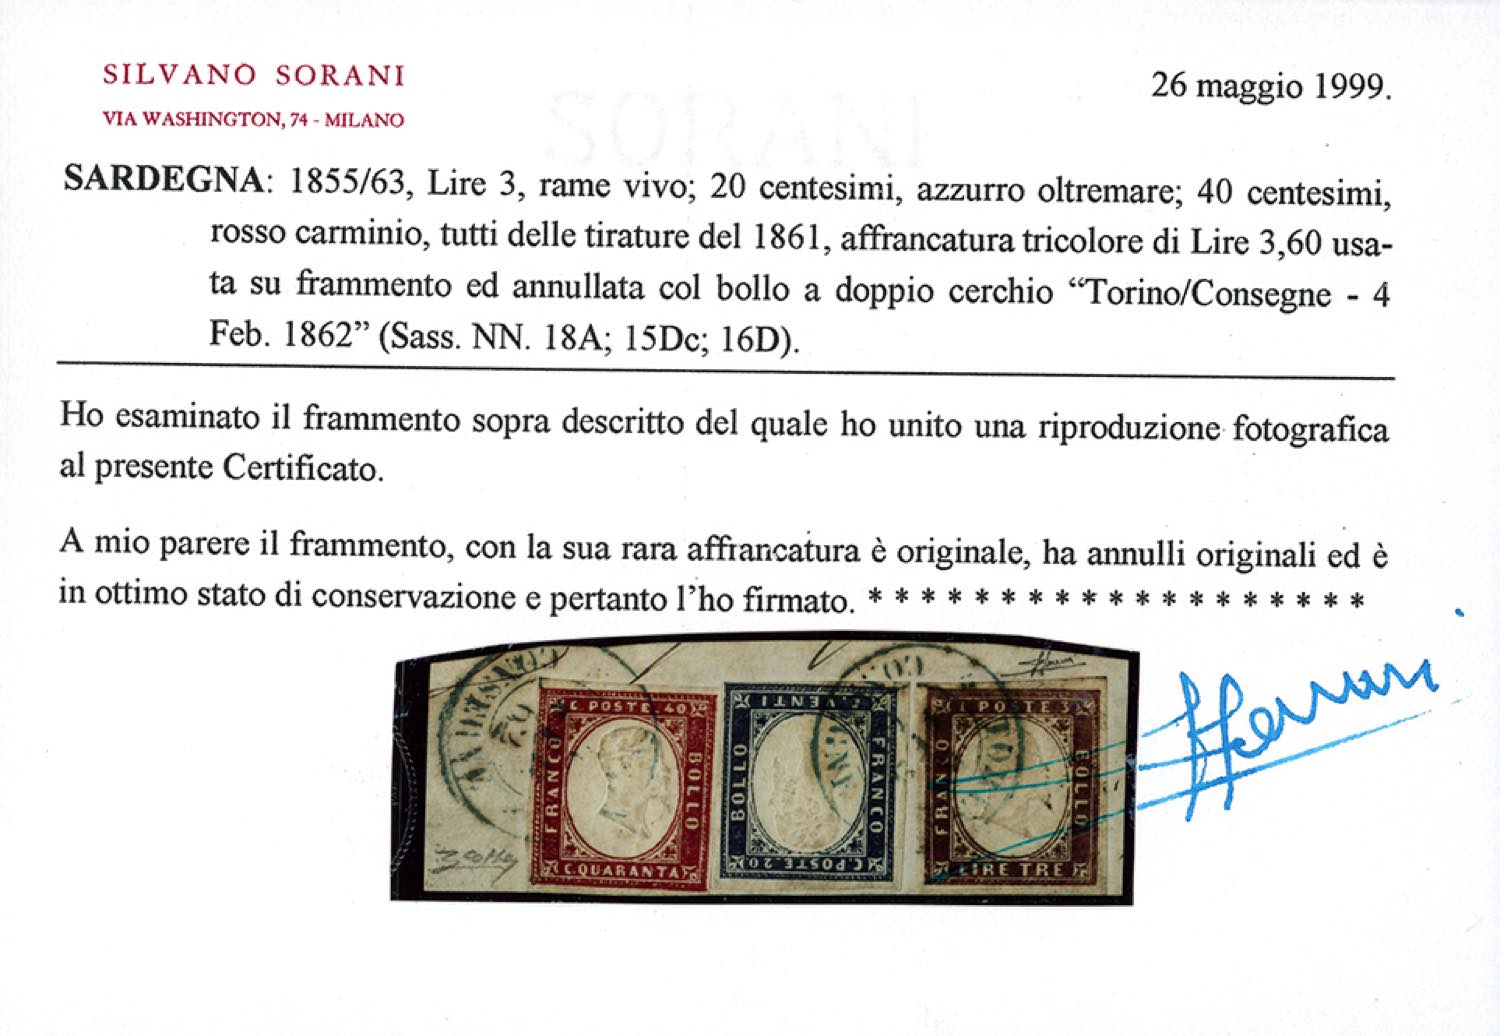 SILVANO SORANI
VIA WASHINGTON, 74 - MILANO
26 maggio 1999.
SORANI
SARDEGNA: 1855/63, Lire 3, rame vivo; 20 centesimi, azzurro oltremare; 40 centesimi,
rosso carminio, tutti delle tirature del 1861, affrancatura tricolore di Lire 3,60 usa-
ta su frammento ed annullata col bollo a doppio cerchio “Torino/Consegne - 4
Feb. 1862” (Sass. NN. 18A; 15Dc; 16D).
Ho esaminato il frammento sopra descritto del quale ho unito una riproduzione fotografica
al presente Certificato.
A mio parere il frammento, con la sua rara affrancatura è originale, ha annulli originali ed è
in ottimo stato di conservazione e pertanto l’ho firmato. * * * * * * * * * * * * * * * * * * *
C. POSTE. 40
FRANCO
BOLLO
C. QUARANTA
C. VENTI
BOLLO
FRANCO
C. POSTE. 20
L. POSTE 3
FRANCO
BOLLO
LIRE TRE